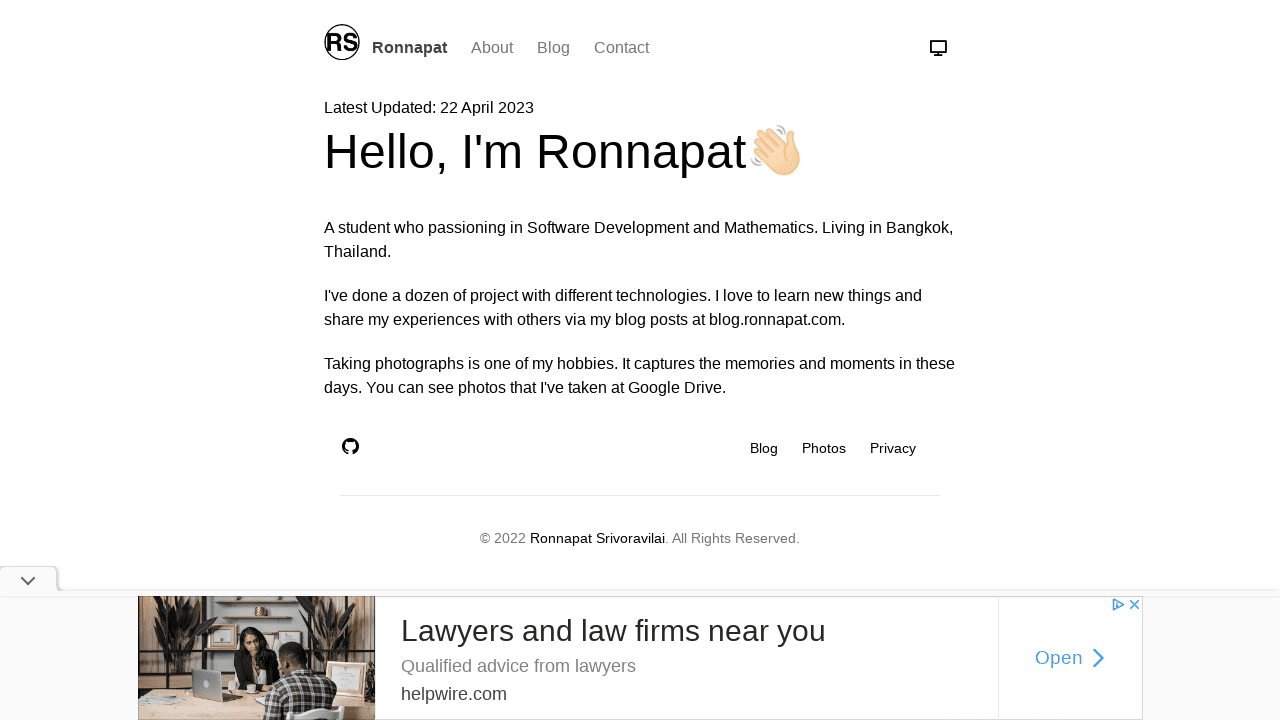 RS
Ronnapat About Blog Contact
Latest Updated: 22 April 2023
Hello, I'm Ronnapat👋🏻
A student who passioning in Software Development and Mathematics. Living in Bangkok,
Thailand.
I've done a dozen of project with different technologies. I love to learn new things and
share my experiences with others via my blog posts at blog.ronnapat.com.
Taking photographs is one of my hobbies. It captures the memories and moments in these
days. You can see photos that I've taken at Google Drive.
Blog Photos Privacy
© 2022 Ronnapat Srivoravilai. All Rights Reserved.
Lawyers and law firms near you
Qualified advice from lawyers
helpwire.com
Open